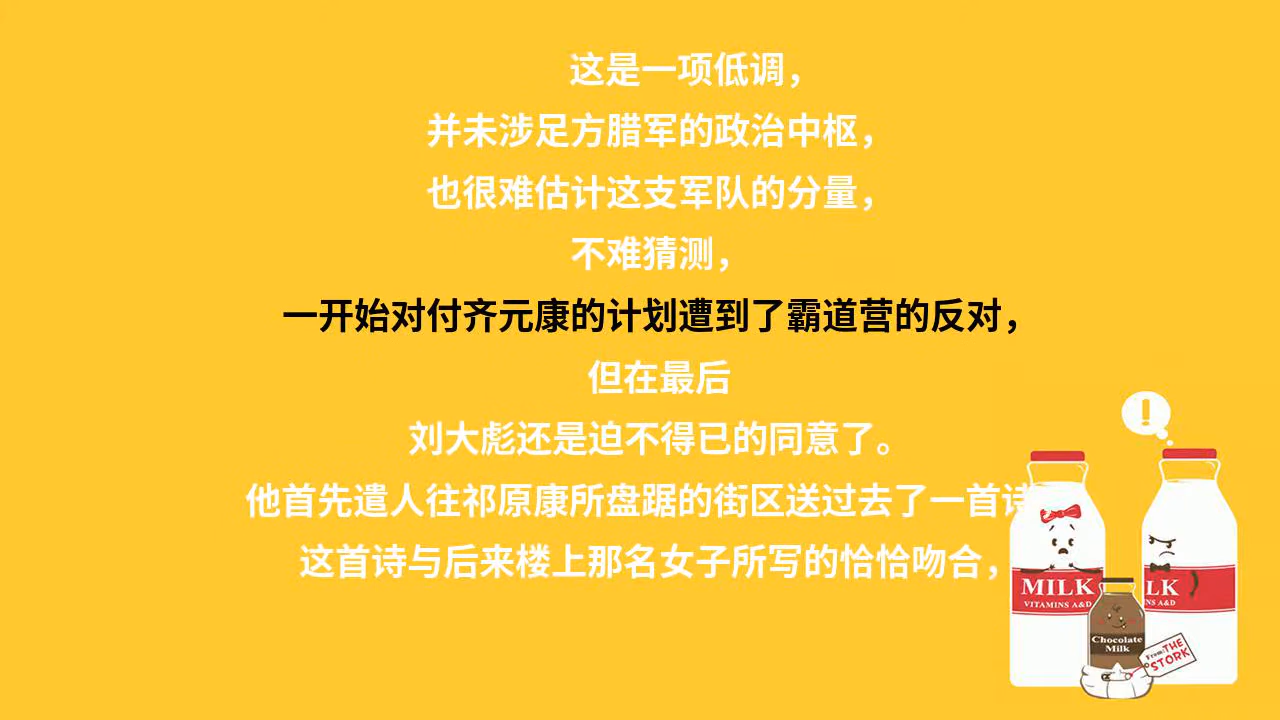 这是一项低调，
并未涉足方腊军的政治中枢，
也很难估计这支军队的分量，
不难猜测，
一开始对付齐元康的计划遭到了霸道营的反对，
但在最后
刘大彪还是迫不得已的同意了。
他首先遣人往祁原康所盘踞的街区送过去了一首诗，
这首诗与后来楼上那名女子所写的恰恰吻合，
!
MILK
VITAMINS A&D
LK
NS A&D
Chocolate
Milk
From: THE
STORK